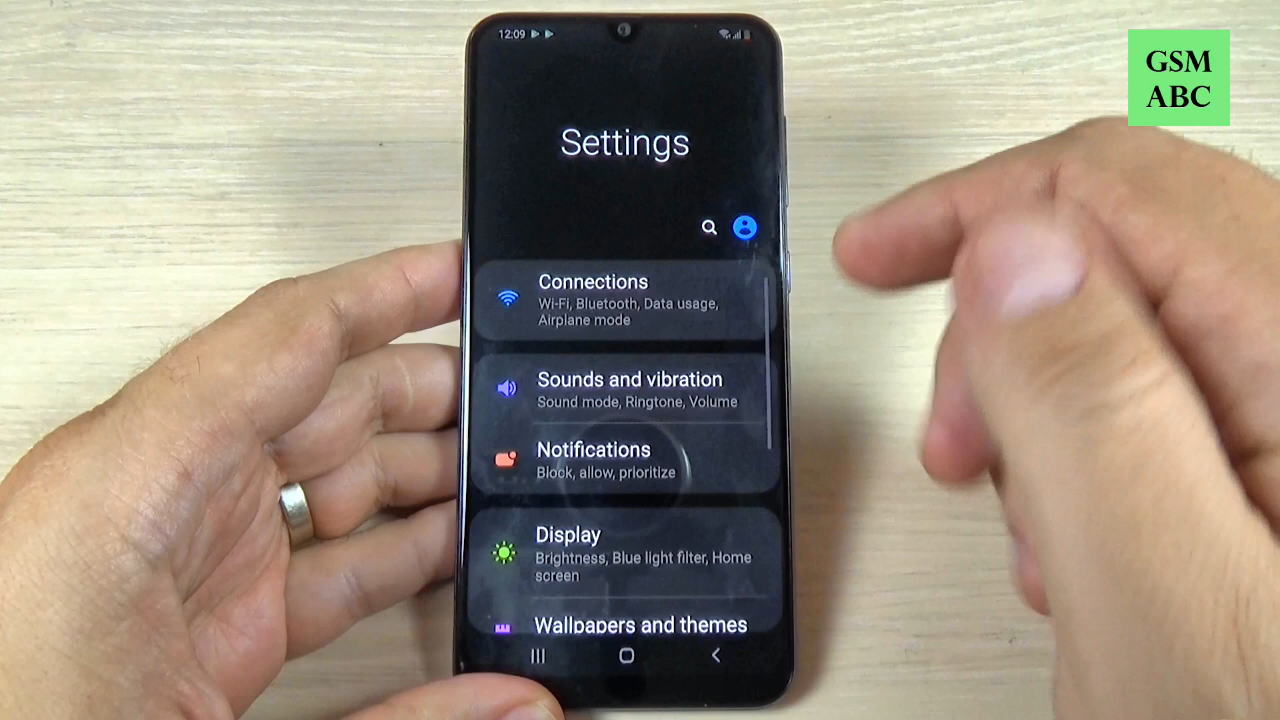 12:09
GSM
ABC
Settings
Connections
Wi-Fi, Bluetooth, Data usage,
Airplane mode
Sounds and vibration
Sound mode, Ringtone, Volume
Notifications
Block, allow, prioritize
Display
Brightness, Blue light filter, Home
screen
Wallpapers and themes